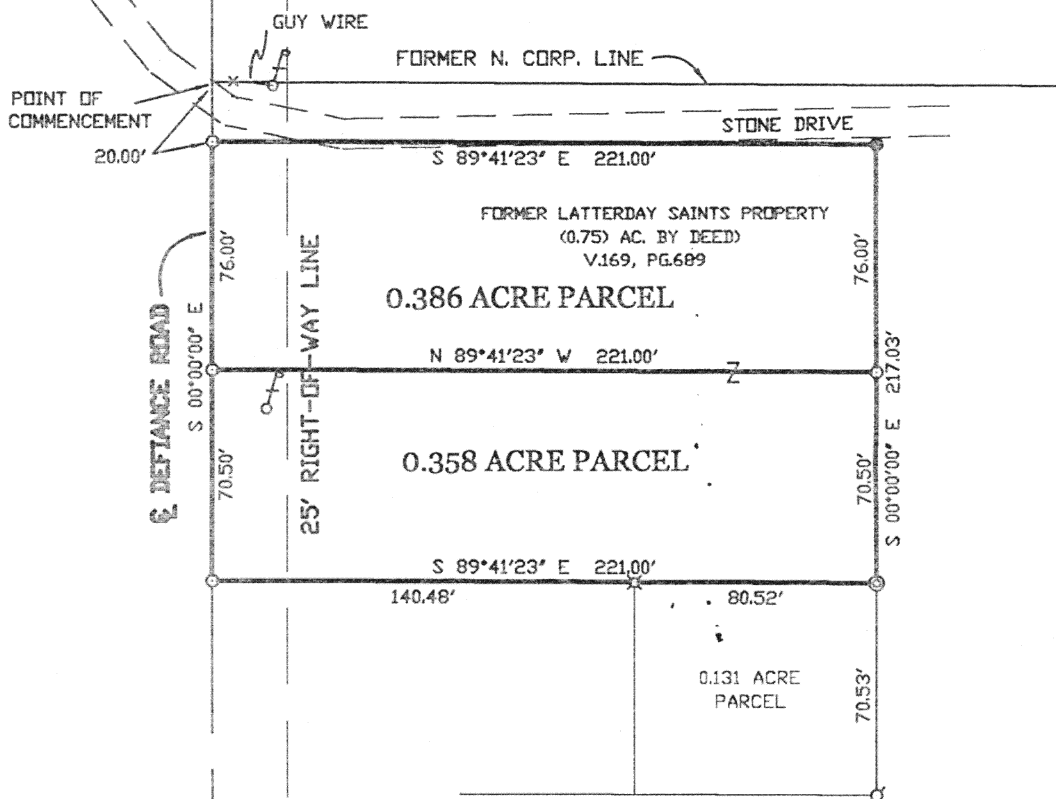 GUY WIRE
FORMER N. CORP. LINE
POINT OF
COMMENCEMENT
STONE DRIVE
20.00'
S 89°41'23" E 221.00'
FORMER LATTERDAY SAINTS PROPERTY
(0.75) AC. BY DEED)
V.169, PG.689
76.00'
76.00'
0.386 ACRE PARCEL
℄ DEFIANCE ROAD
S 00°00'00" E
25' RIGHT-OF-WAY LINE
N 89°41'23" W 221.00'
217.03'
S 00°00'00" E
0.358 ACRE PARCEL
70.50'
70.50'
S 89°41'23" E 221.00'
140.48'
80.52'
0.131 ACRE
PARCEL
70.53'